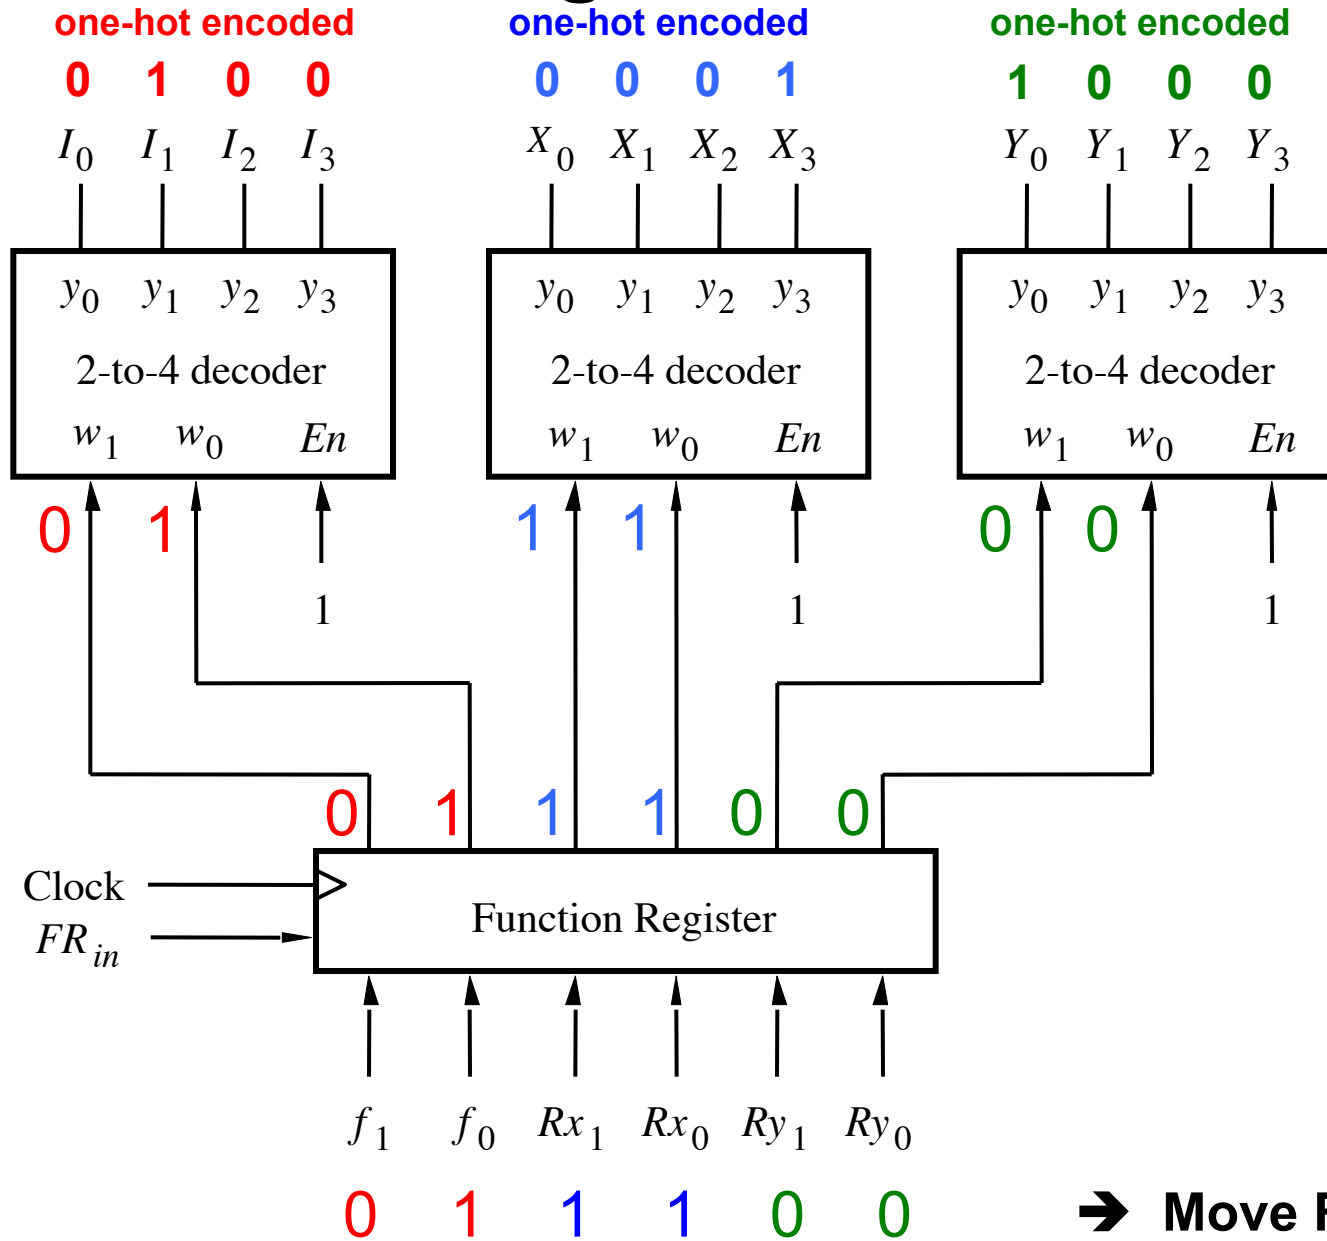 one-hot encoded one-hot encoded one-hot encoded
0 1 0 0 0 0 0 1 1 0 0 0
I0 I1 I2 I3 X0 X1 X2 X3 Y0 Y1 Y2 Y3
y0 y1 y2 y3 y0 y1 y2 y3 y0 y1 y2 y3
2-to-4 decoder 2-to-4 decoder 2-to-4 decoder
w1 w0 En w1 w0 En w1 w0 En
0 1 1 1 0 0
1 1 1
0 1 1 1 0 0
Clock
Function Register
FRin
f1 f0 Rx1 Rx0 Ry1 Ry0
0 1 1 1 0 0 → Move